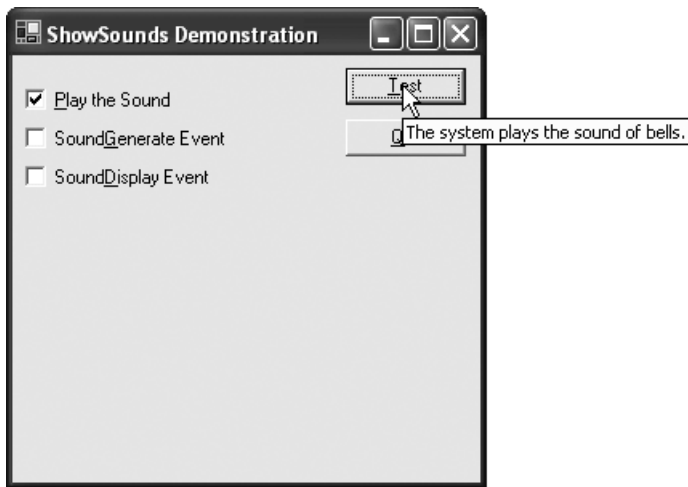 ShowSounds Demonstration
Play the Sound
Test
SoundGenerate Event
Q
The system plays the sound of bells.
SoundDisplay Event